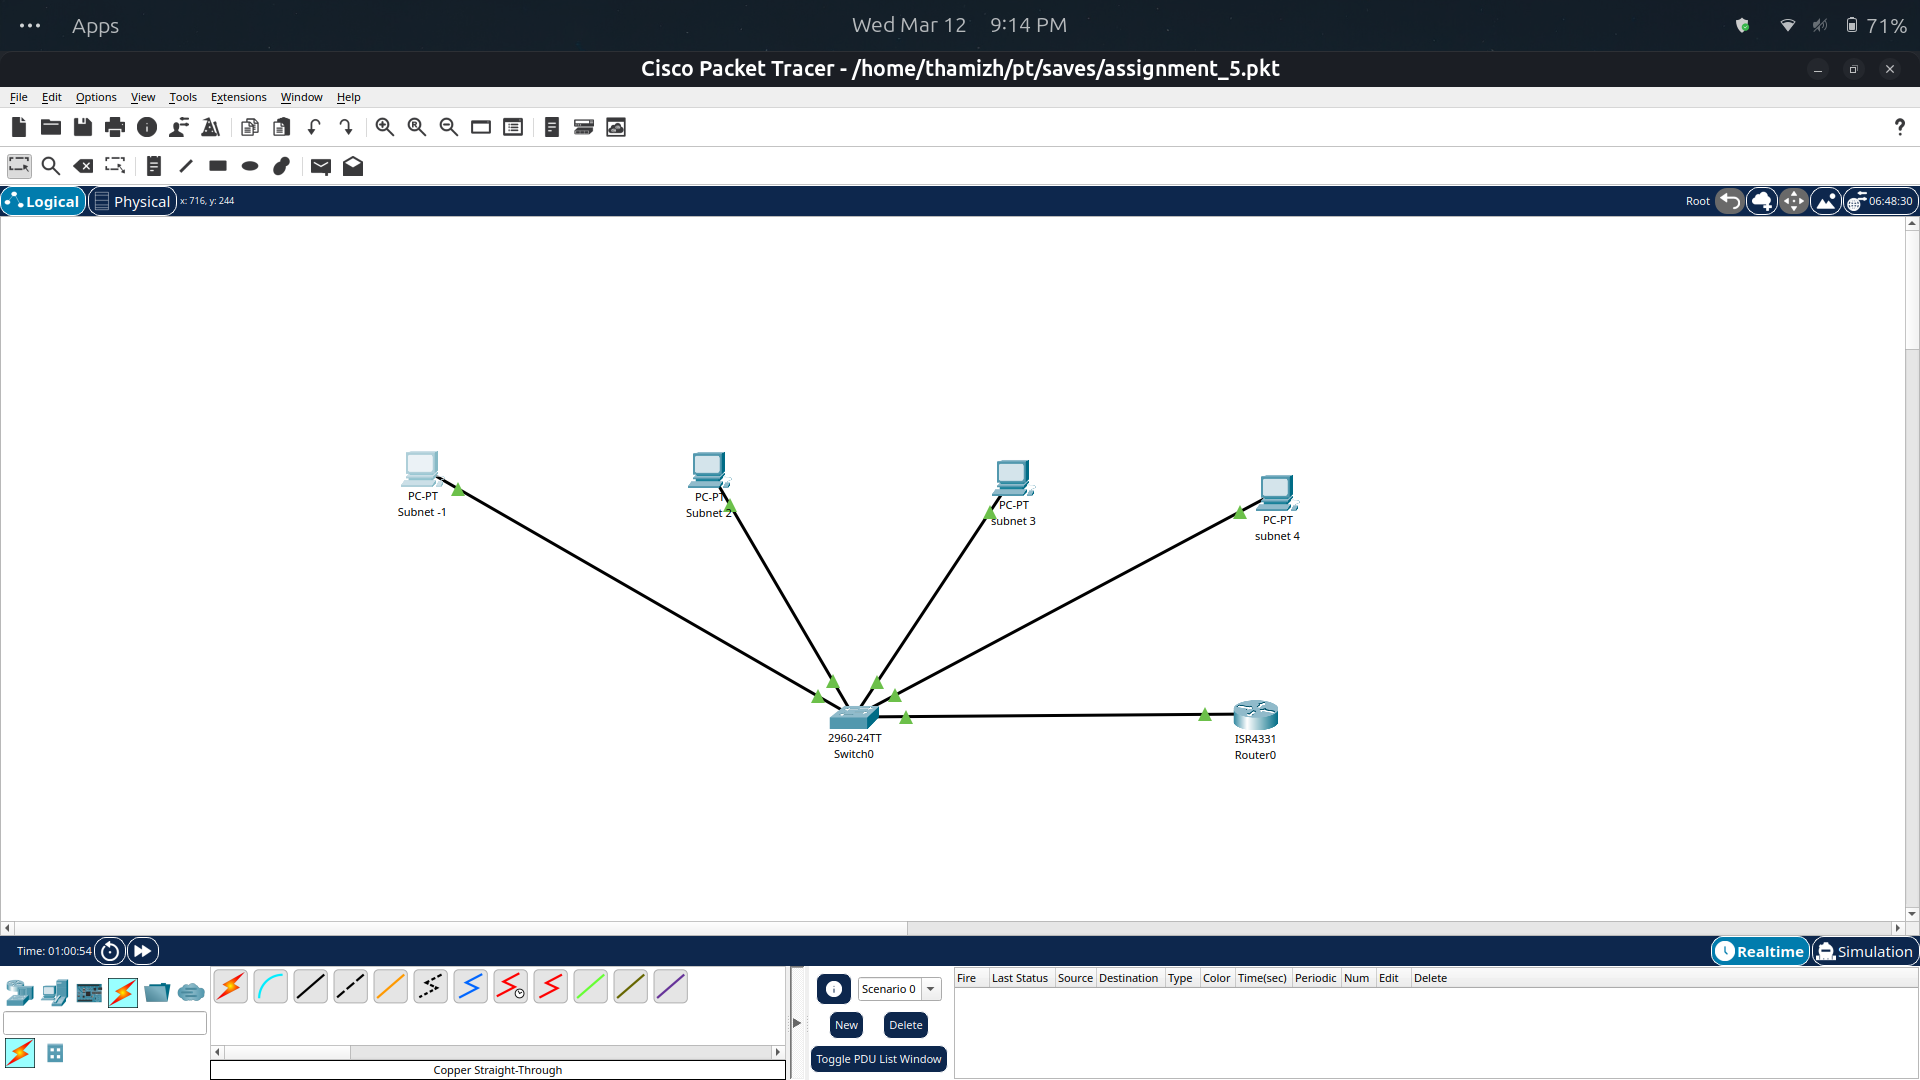 Apps
Wed Mar 12 9:14 PM
71%
Cisco Packet Tracer - /home/thamizh/pt/saves/assignment_5.pkt
File Edit Options View Tools Extensions Window Help
Logical
Physical
x: 716, y: 244
Root
06:48:30
PC-PT
Subnet -1
PC-PT
Subnet 2
PC-PT
subnet 3
PC-PT
subnet 4
2960-24TT
Switch0
ISR4331
Router0
Time: 01:00:54
Realtime
Simulation
Scenario 0
New
Delete
Toggle PDU List Window
Fire Last Status Source Destination Type Color Time(sec) Periodic Num Edit Delete
Copper Straight-Through